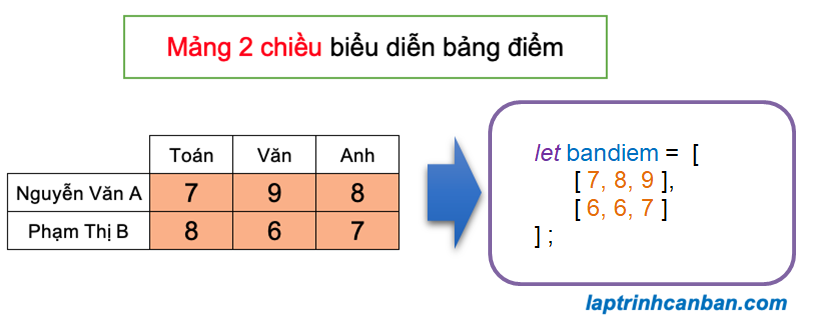 Mảng 2 chiều biểu diễn bảng điểm
Toán Văn Anh
Nguyễn Văn A 7 9 8
Phạm Thị B 8 6 7
let bandiem = [
[ 7, 8, 9 ],
[ 6, 6, 7 ]
] ;
laptrinhcanban.com